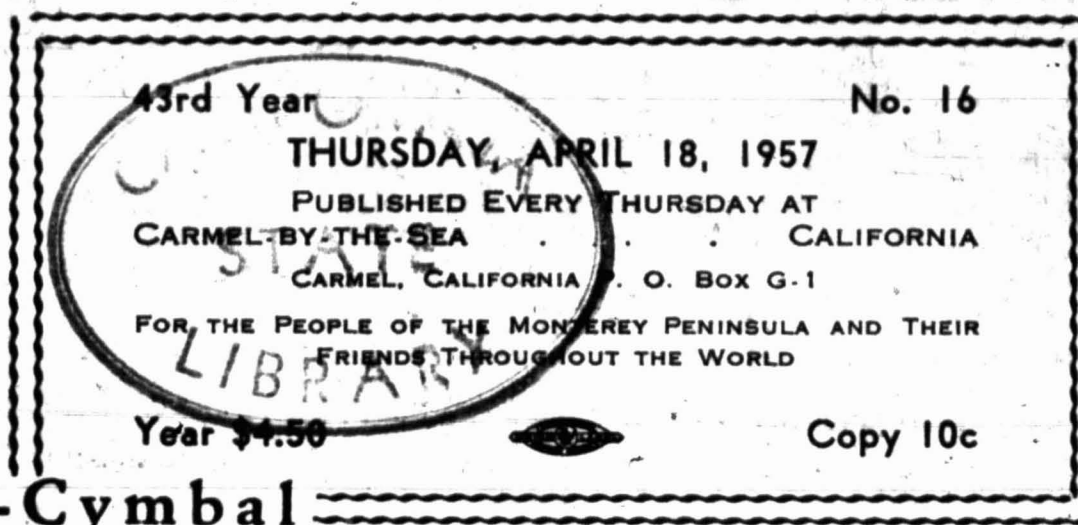 43rd Year No. 16
THURSDAY, APRIL 18, 1957
PUBLISHED EVERY THURSDAY AT
CARMEL-BY-THE-SEA . . . . CALIFORNIA
CARMEL, CALIFORNIA P. O. BOX G-1
FOR THE PEOPLE OF THE MONTEREY PENINSULA AND THEIR
FRIENDS THROUGHOUT THE WORLD
Year $4.50 Copy 10c
STATE
LIBRARY
-Cymbal